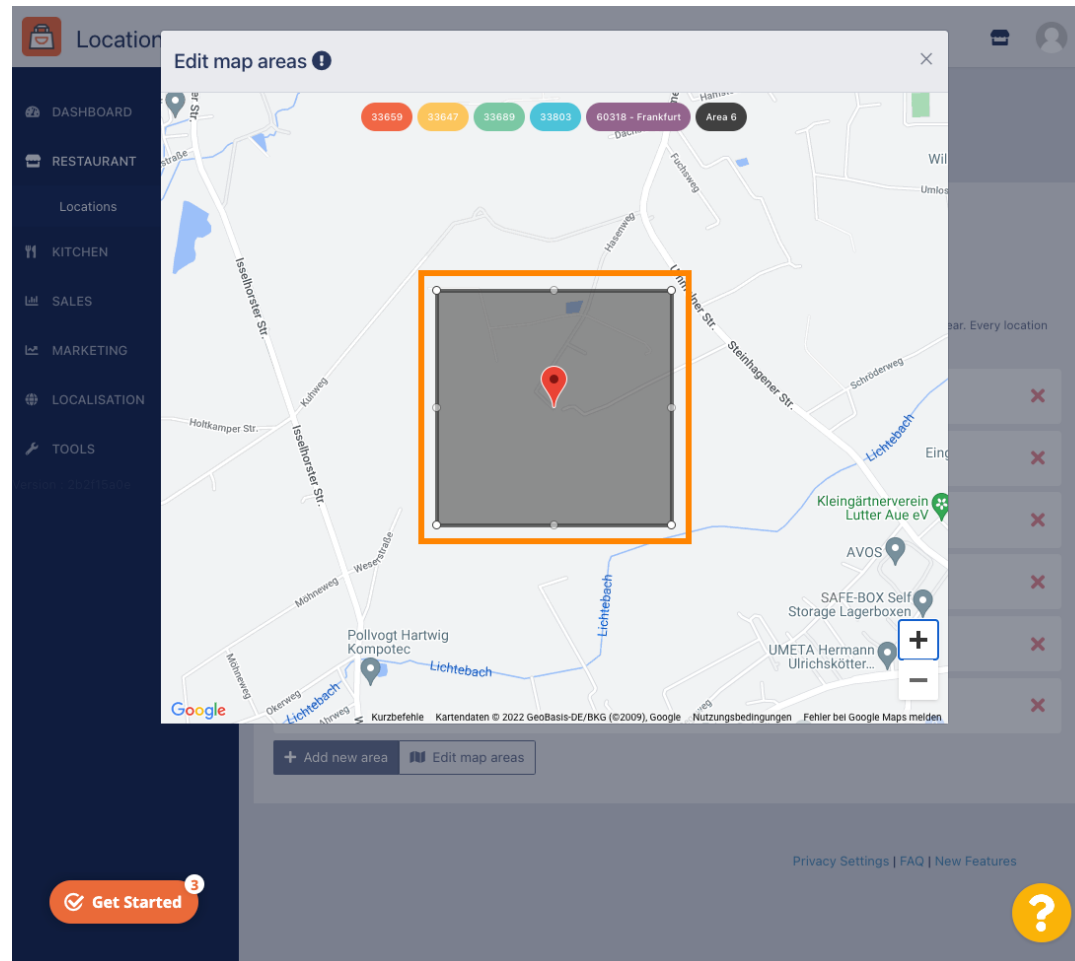 Location
Edit map areas
DASHBOARD
RESTAURANT
Locations
KITCHEN
SALES
MARKETING
LOCALISATION
TOOLS
33659
33647
33689
33803
60318 - Frankfurt
Area 6
Fuchsweg
Wil
Umlos
Hasenweg
Isselhorster Str.
Steinhagener Str.
Kuhweg
Schröderweg
Holtkamper Str.
Isselhorster Str.
Lichtebach
Eing
Kleingärtnerverein
Lutter Aue eV
AVOS
Weserstraße
Möhneweg
Lichtebach
SAFE-BOX Self
Storage Lagerboxen
Pollvogt Hartwig
Kompotec
UMETA Hermann
Ulrichskötter...
Lichtebach
Möhneweg
Okerweg
Lichtebach
Google
Kurzbefehle
Kartendaten © 2022 GeoBasis-DE/BKG (©2009), Google
Nutzungsbedingungen
Fehler bei Google Maps melden
ear. Every location
+ Add new area
Edit map areas
Privacy Settings | FAQ | New Features
Get Started
3
?